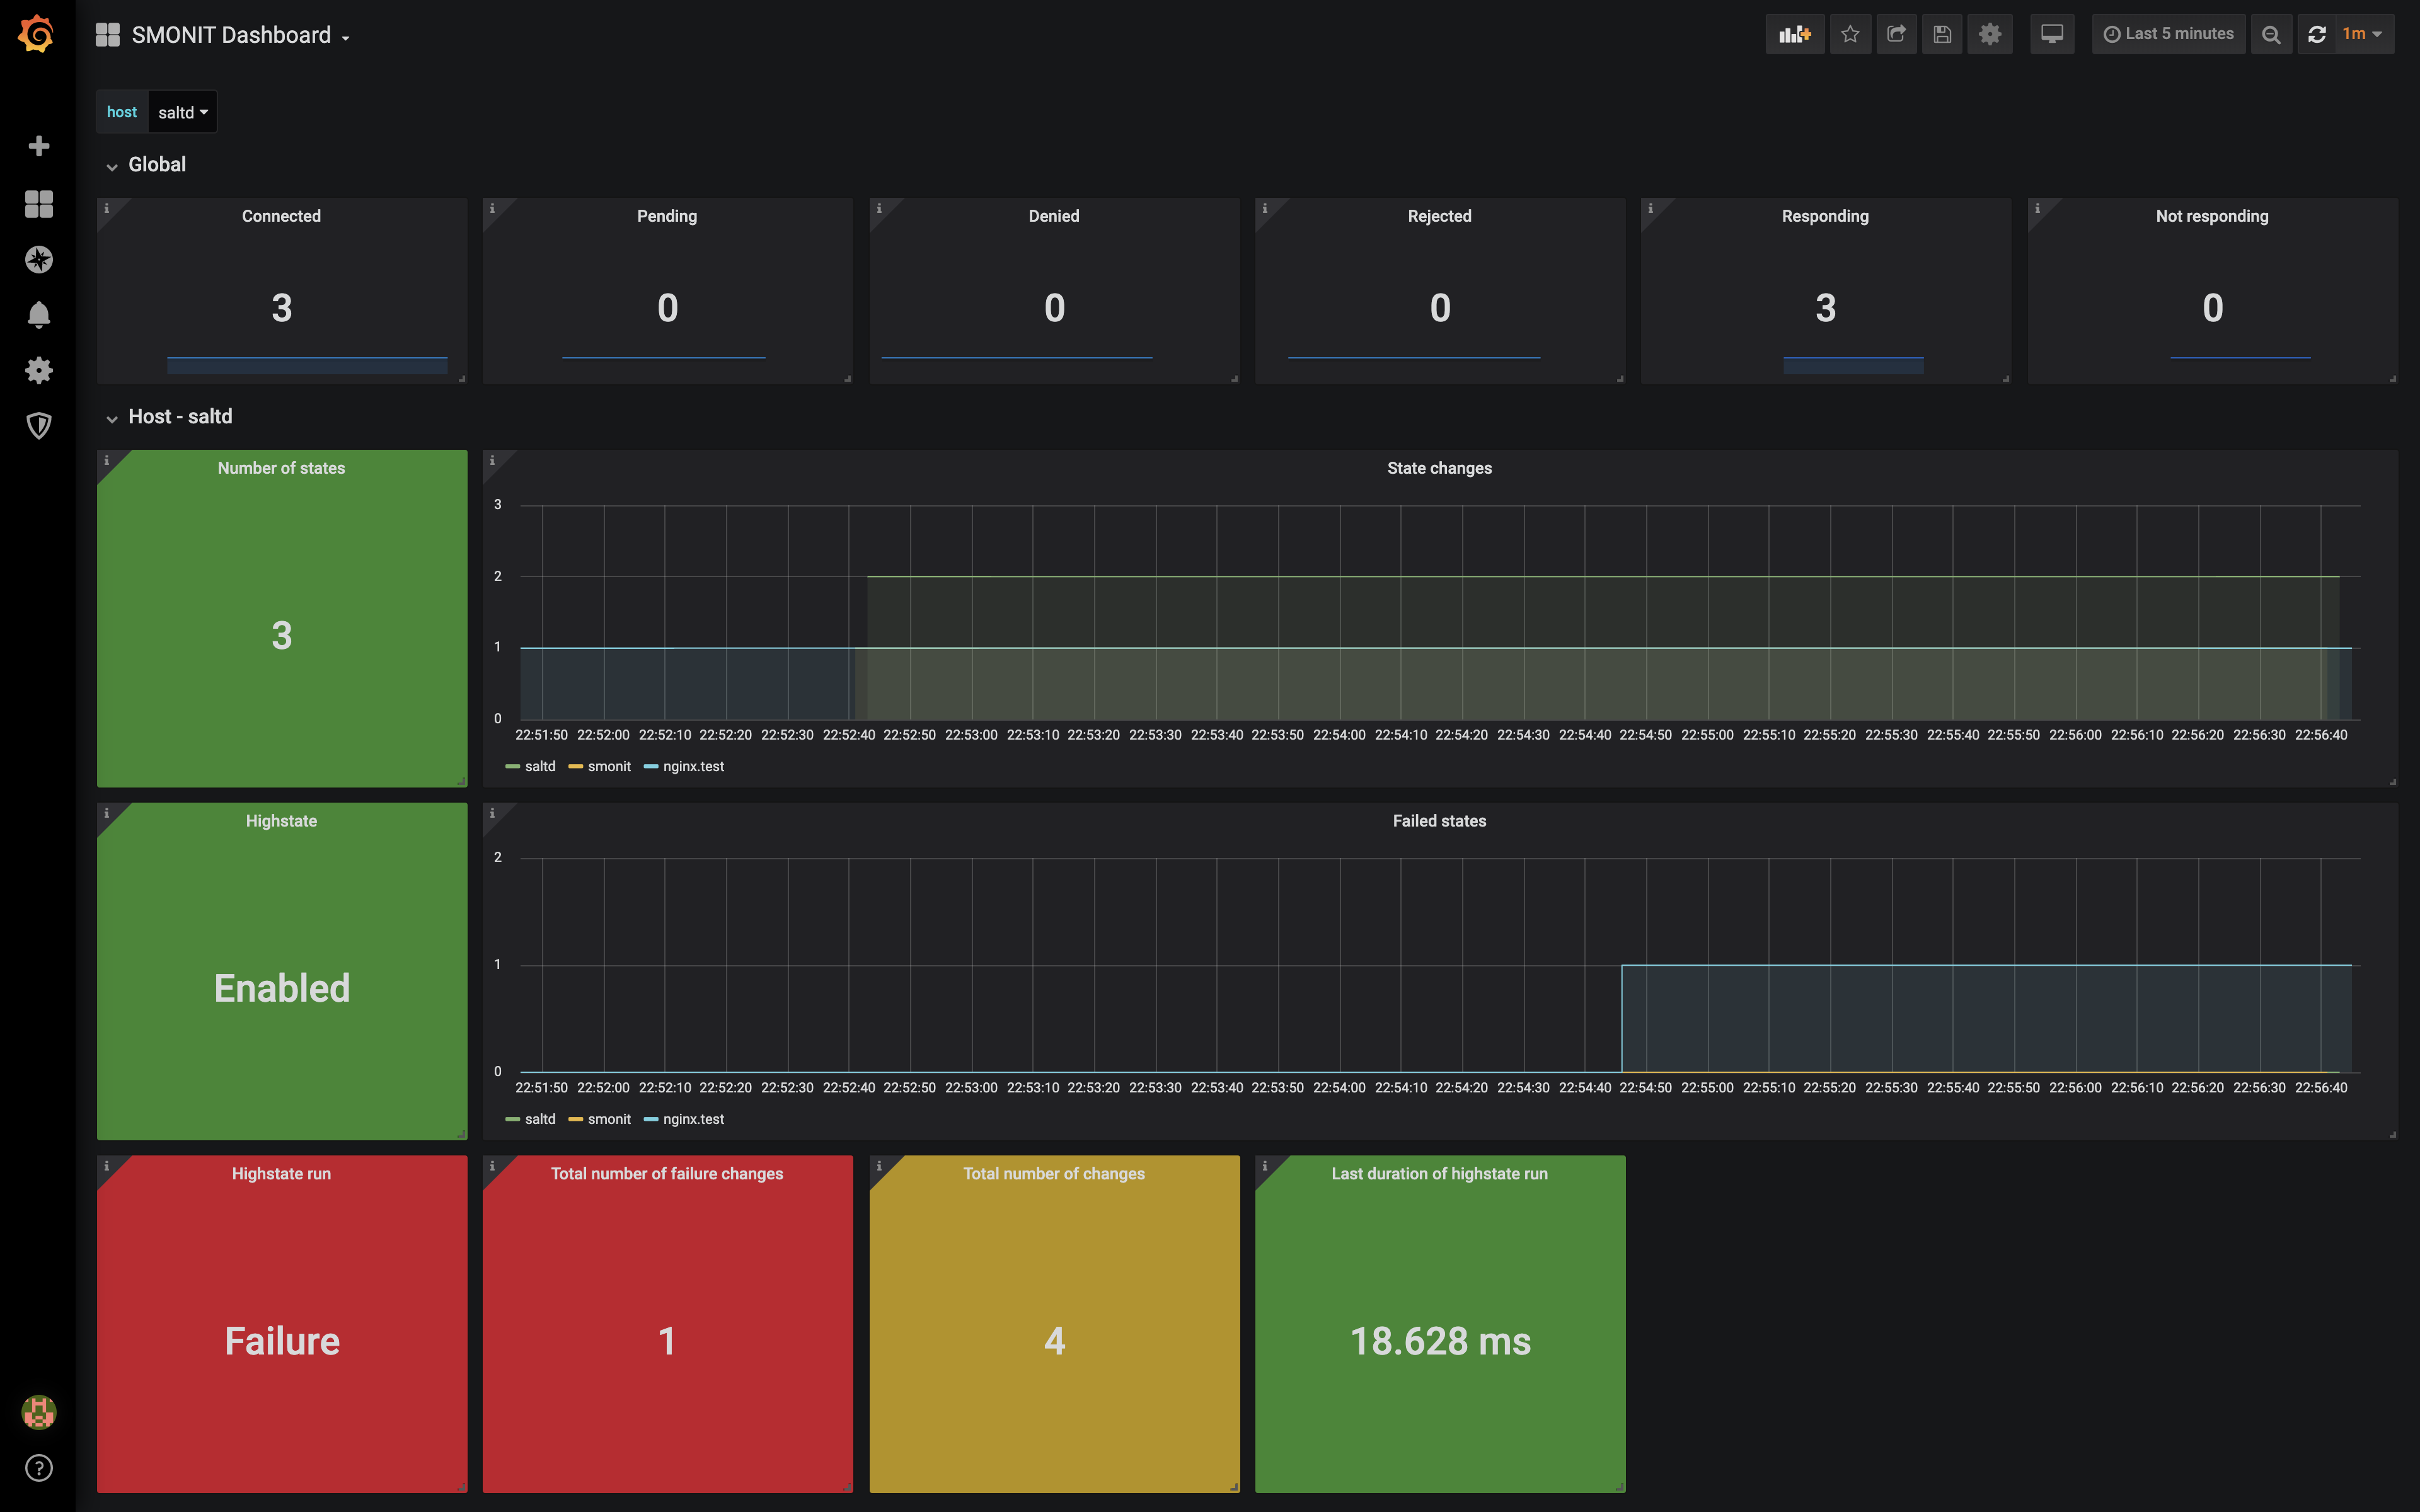 SMONIT Dashboard
Last 5 minutes
1m
host saltd
Global
Connected
3
Pending
0
Denied
0
Rejected
0
Responding
3
Not responding
0
Host - saltd
Number of states
3
State changes
3
2
1
0
22:51:50 22:52:00 22:52:10 22:52:20 22:52:30 22:52:40 22:52:50 22:53:00 22:53:10 22:53:20 22:53:30 22:53:40 22:53:50 22:54:00 22:54:10 22:54:20 22:54:30 22:54:40 22:54:50 22:55:00 22:55:10 22:55:20 22:55:30 22:55:40 22:55:50 22:56:00 22:56:10 22:56:20 22:56:30 22:56:40
saltd smonit nginx.test
Highstate
Enabled
Failed states
2
1
0
22:51:50 22:52:00 22:52:10 22:52:20 22:52:30 22:52:40 22:52:50 22:53:00 22:53:10 22:53:20 22:53:30 22:53:40 22:53:50 22:54:00 22:54:10 22:54:20 22:54:30 22:54:40 22:54:50 22:55:00 22:55:10 22:55:20 22:55:30 22:55:40 22:55:50 22:56:00 22:56:10 22:56:20 22:56:30 22:56:40
saltd smonit nginx.test
Highstate run
Failure
Total number of failure changes
1
Total number of changes
4
Last duration of highstate run
18.628 ms